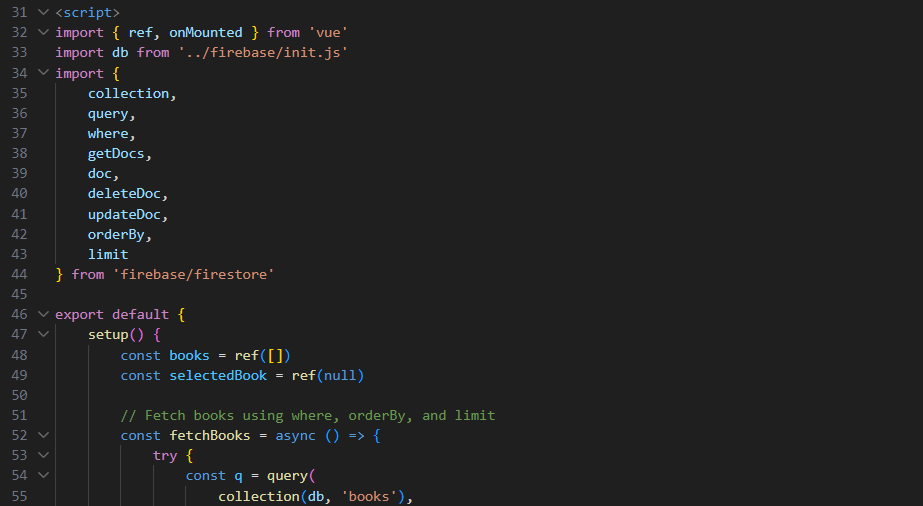 31 <script>
32 import { ref, onMounted } from 'vue'
33 import db from '../firebase/init.js'
34 import {
35     collection,
36     query,
37     where,
38     getDocs,
39     doc,
40     deleteDoc,
41     updateDoc,
42     orderBy,
43     limit
44 } from 'firebase/firestore'
45
46 export default {
47     setup() {
48         const books = ref([])
49         const selectedBook = ref(null)
50
51         // Fetch books using where, orderBy, and limit
52         const fetchBooks = async () => {
53             try {
54                 const q = query(
55                     collection(db, 'books'),